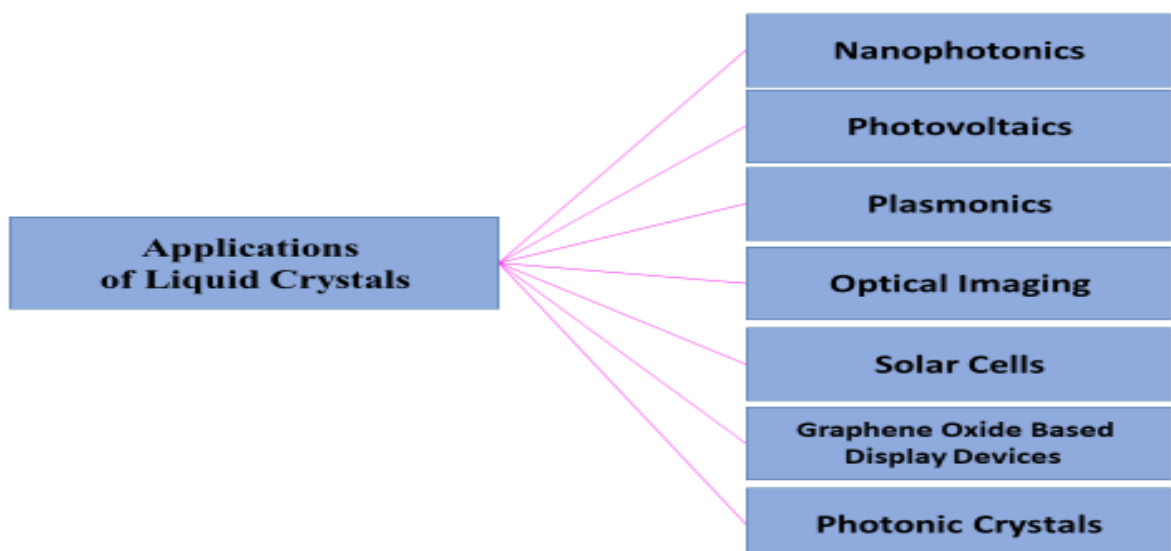 Applications
of Liquid Crystals
Nanophotonics
Photovoltaics
Plasmonics
Optical Imaging
Solar Cells
Graphene Oxide Based
Display Devices
Photonic Crystals